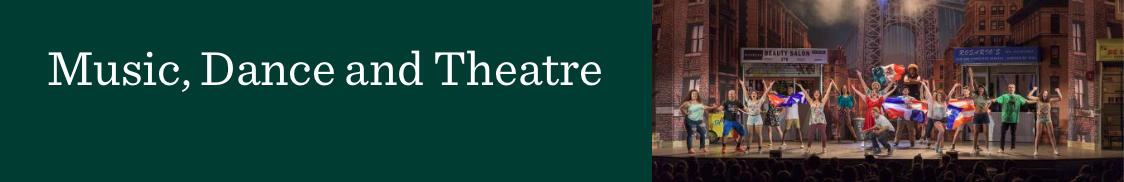 Music, Dance and Theatre
BEAUTY SALON
ROSARIO'S